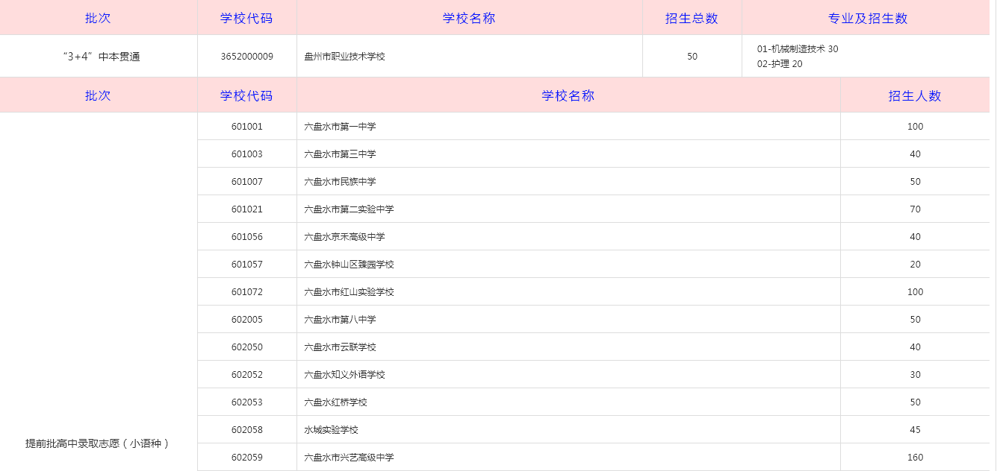 批次 学校代码 学校名称 招生总数 专业及招生数
“3+4”中本贯通 3652000009 盘州市职业技术学校 50 01-机械制造技术 30
02-护理 20
批次 学校代码 学校名称 招生人数
601001 六盘水市第一中学 100
601003 六盘水市第三中学 40
601007 六盘水市民族中学 50
601021 六盘水市第二实验中学 70
601056 六盘水京禾高级中学 40
601057 六盘水钟山区臻园学校 20
601072 六盘水市红山实验学校 100
602005 六盘水市第八中学 50
602050 六盘水市云联学校 40
602052 六盘水知义外语学校 30
602053 六盘水红桥学校 50
602058 水城实验学校 45
提前批高中录取志愿（小语种）
602059 六盘水市兴艺高级中学 160